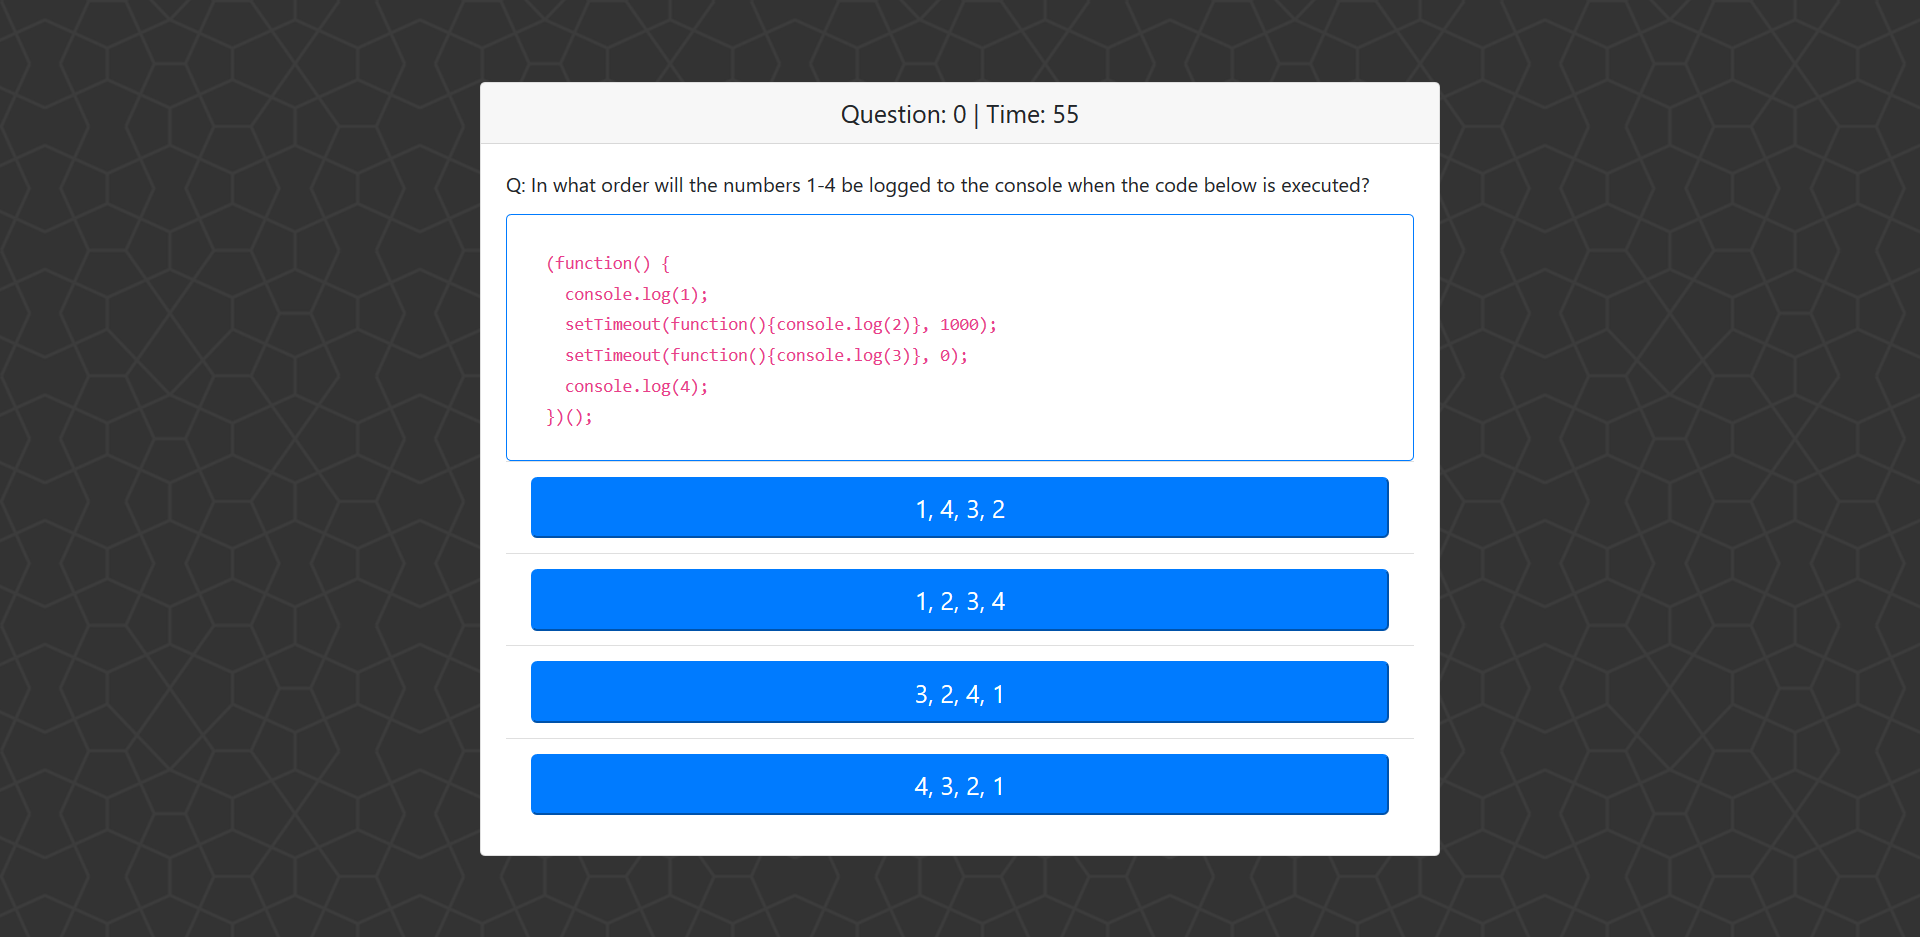 Question: 0 | Time: 55
Q: In what order will the numbers 1-4 be logged to the console when the code below is executed?
(function() {
  console.log(1);
  setTimeout(function(){console.log(2)}, 1000);
  setTimeout(function(){console.log(3)}, 0);
  console.log(4);
})();
1, 4, 3, 2
1, 2, 3, 4
3, 2, 4, 1
4, 3, 2, 1